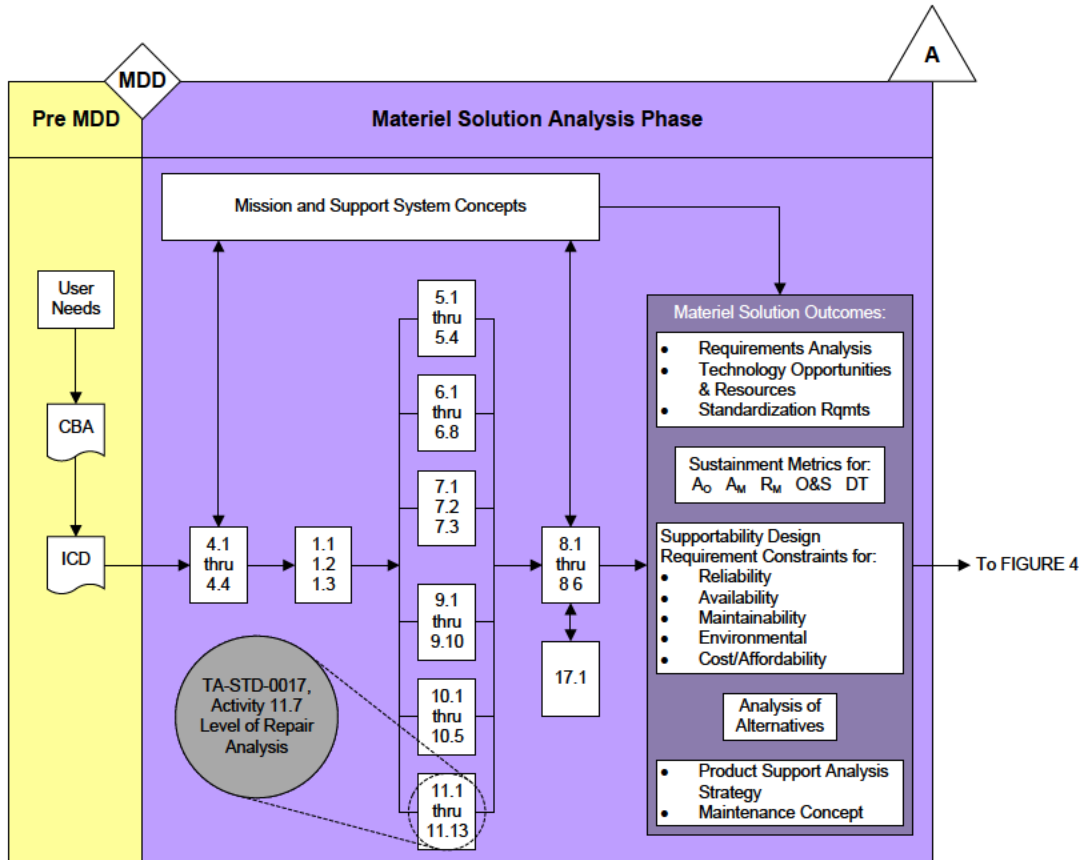 MDD
A
Pre MDD
Materiel Solution Analysis Phase
Mission and Support System Concepts
User
Needs
CBA
ICD
4.1
thru
4.4
1.1
1.2
1.3
5.1
thru
5.4
6.1
thru
6.8
7.1
7.2
7.3
9.1
thru
9.10
10.1
thru
10.5
11.1
thru
11.13
TA-STD-0017,
Activity 11.7
Level of Repair
Analysis
8.1
thru
8 6
17.1
Materiel Solution Outcomes:
• Requirements Analysis
• Technology Opportunities
& Resources
• Standardization Rqmts
Sustainment Metrics for:
AO AM RM O&S DT
Supportability Design
Requirement Constraints for:
• Reliability
• Availability
• Maintainability
• Environmental
• Cost/Affordability
Analysis of
Alternatives
• Product Support Analysis
Strategy
• Maintenance Concept
To FIGURE 4